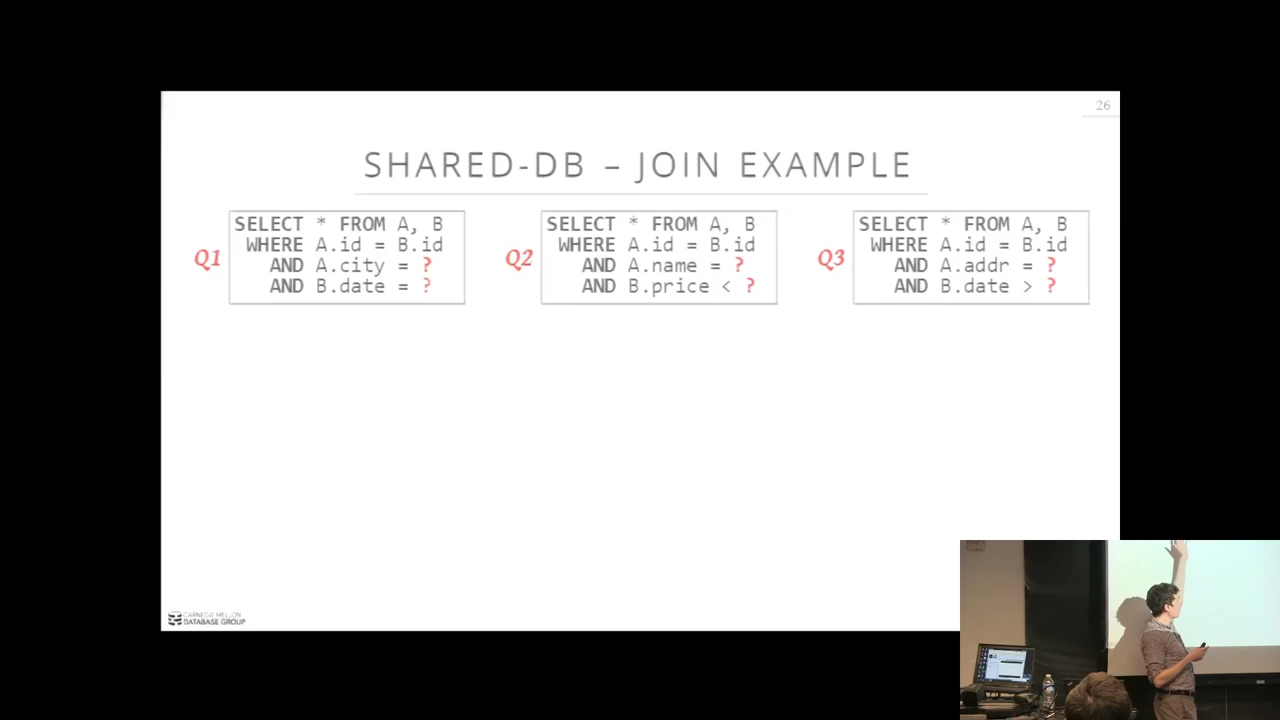 26
SHARED-DB – JOIN EXAMPLE
Q1
SELECT * FROM A, B
WHERE A.id = B.id
AND A.city = ?
AND B.date = ?
Q2
SELECT * FROM A, B
WHERE A.id = B.id
AND A.name = ?
AND B.price < ?
Q3
SELECT * FROM A, B
WHERE A.id = B.id
AND A.addr = ?
AND B.date > ?
CARNEGIE MELLON
DATABASE GROUP